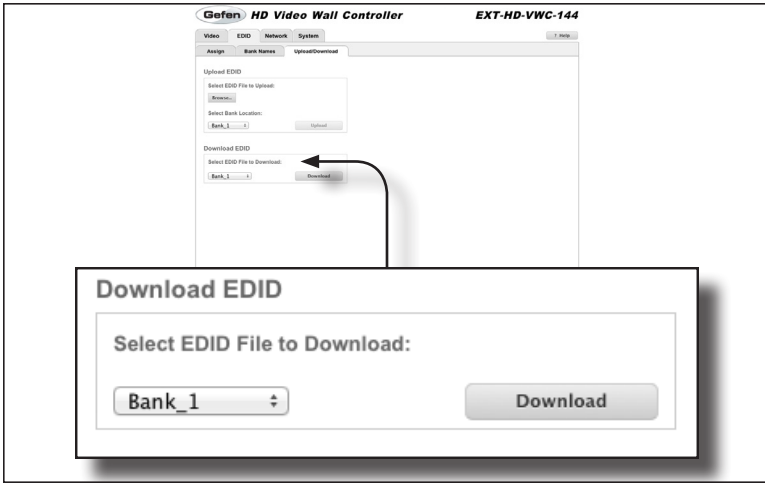 Gefen HD Video Wall Controller EXT-HD-VWC-144
Video EDID Network System ? Help
Assign Bank Names Upload/Download
Upload EDID
Select EDID File to Upload:
Browse...
Select Bank Location:
Bank_1 Upload
Download EDID
Select EDID File to Download:
Bank_1 Download
Download EDID
Select EDID File to Download:
Bank_1 Download